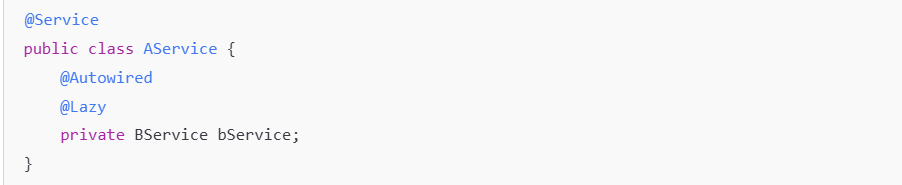 @Service
public class AService {
    @Autowired
    @Lazy
    private BService bService;
}